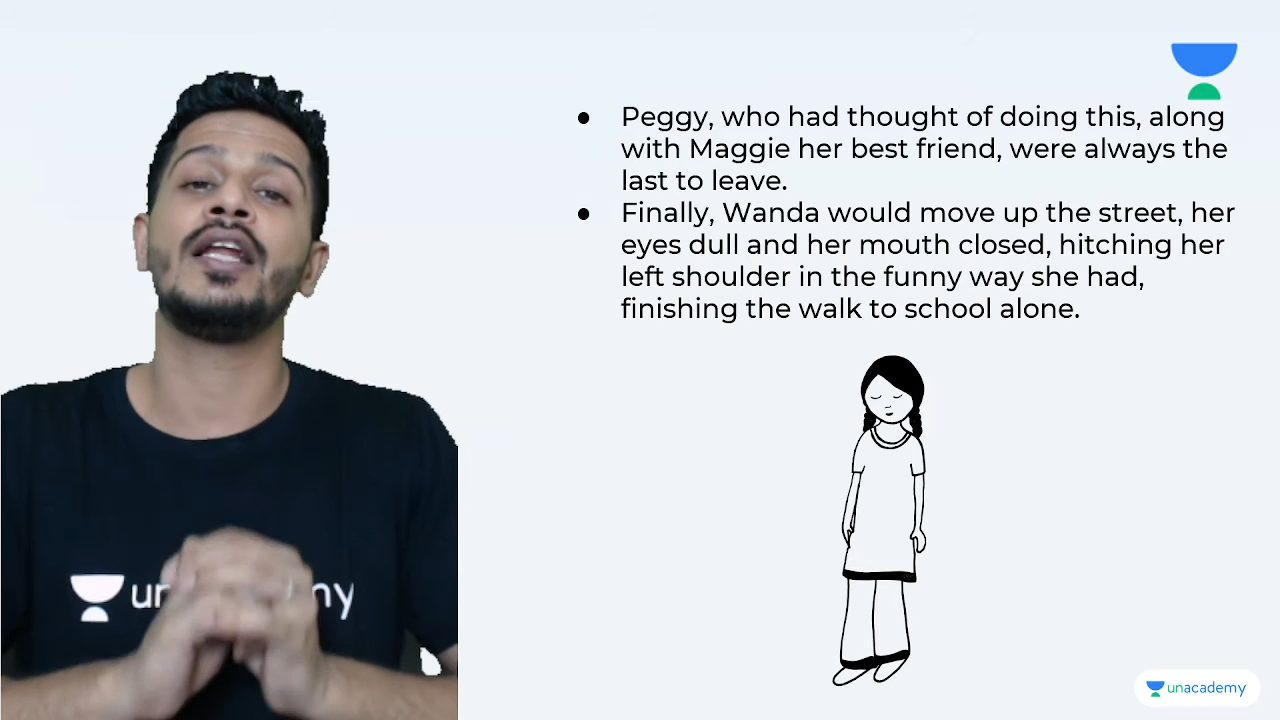 ● Peggy, who had thought of doing this, along
with Maggie her best friend, were always the
last to leave.
● Finally, Wanda would move up the street, her
eyes dull and her mouth closed, hitching her
left shoulder in the funny way she had,
finishing the walk to school alone.
unacademy